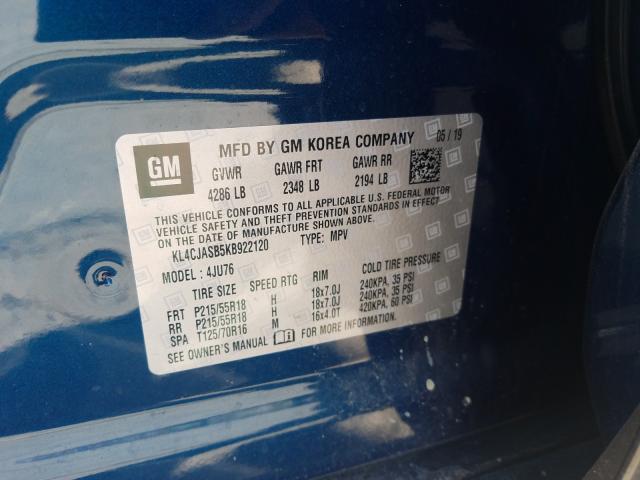 GM
MFD BY GM KOREA COMPANY 05 / 19
GVWR GAWR FRT GAWR RR
4286 LB 2348 LB 2194 LB
THIS VEHICLE CONFORMS TO ALL APPLICABLE U.S. FEDERAL MOTOR
VEHICLE SAFETY AND THEFT PREVENTION STANDARDS IN EFFECT
ON THE DATE OF MANUFACTURE SHOWN ABOVE.
KL4CJASB5KB922120 TYPE: MPV
MODEL : 4JU76
TIRE SIZE SPEED RTG RIM COLD TIRE PRESSURE
FRT P215/55R18 H 18x7.0J 240KPA, 35 PSI
RR P215/55R18 H 18x7.0J 240KPA, 35 PSI
SPA T125/70R16 M 16x4.0T 420KPA, 60 PSI
SEE OWNER'S MANUAL FOR MORE INFORMATION.